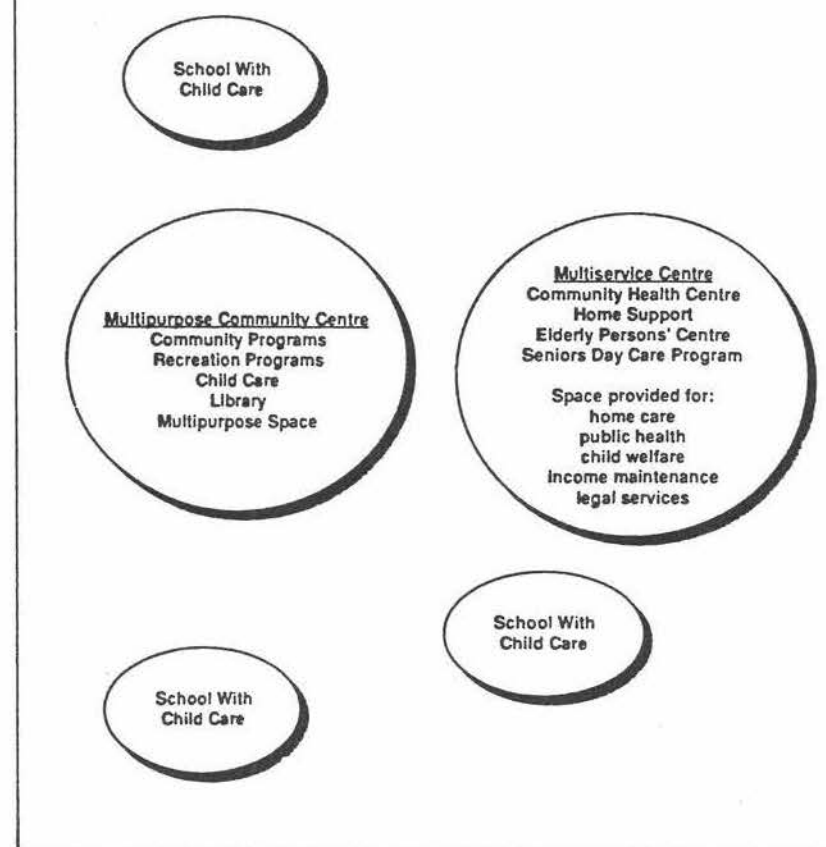 School With
Child Care
Multipurpose Community Centre
Community Programs
Recreation Programs
Child Care
Library
Multipurpose Space
Multiservice Centre
Community Health Centre
Home Support
Elderly Persons' Centre
Seniors Day Care Program
Space provided for:
home care
public health
child welfare
income maintenance
legal services
School With
Child Care
School With
Child Care